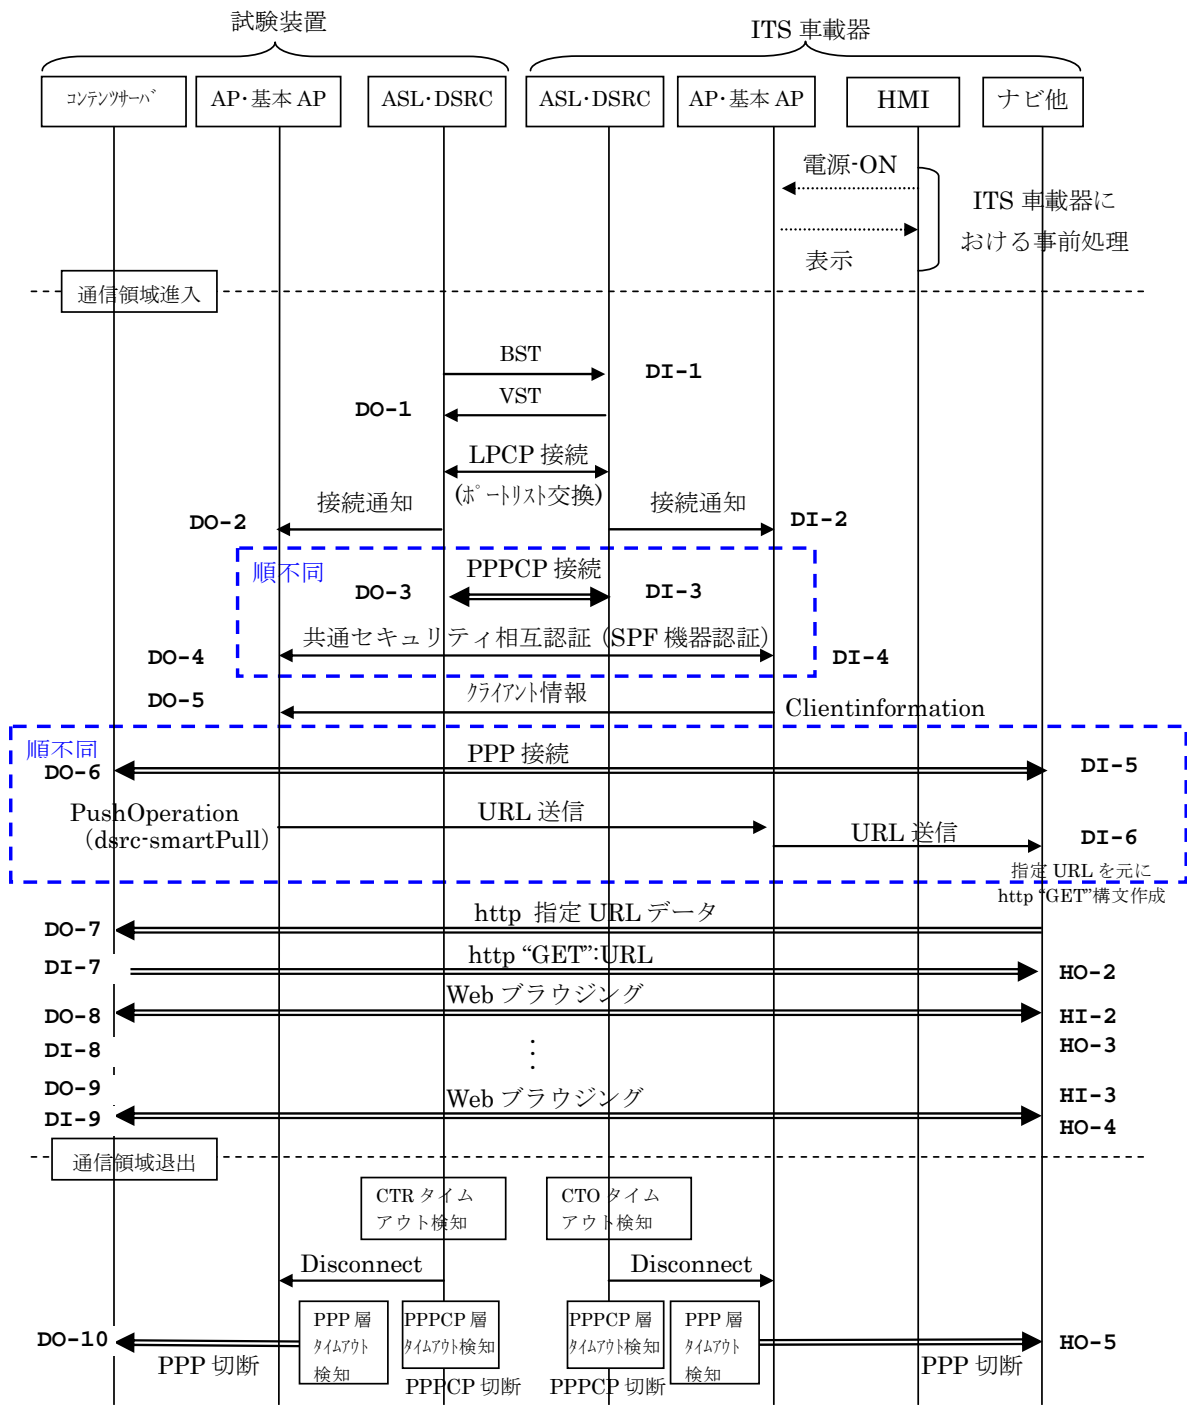 試験装置
ITS 車載器
コンテンツサーバ
AP・基本 AP
ASL・DSRC
ASL・DSRC
AP・基本 AP
HMI
ナビ他
電源-ON
ITS 車載器に
おける事前処理
表示
通信領域進入
BST
DI-1
VST
DO-1
LPCP 接続
(ポートリスト交換)
接続通知
接続通知
DO-2
DI-2
順不同
PPPCP 接続
DO-3
DI-3
共通セキュリティ相互認証(SPF 機器認証)
DO-4
DI-4
DO-5
クライアント情報
Clientinformation
順不同
PPP 接続
DO-6
DI-5
PushOperation
(dsrc-smartPull)
URL 送信
URL 送信
DI-6
指定 URL を元に
http “GET”構文作成
http 指定 URL データ
DO-7
http “GET”:URL
DI-7
HO-2
Web ブラウジング
DO-8
HI-2
DI-8
⋮
HO-3
DO-9
Web ブラウジング
HI-3
DI-9
HO-4
通信領域退出
CTR タイム
アウト検知
CTO タイム
アウト検知
Disconnect
Disconnect
PPP 層
タイムアウト
検知
PPPCP 層
タイムアウト検知
PPPCP 層
タイムアウト検知
PPP 層
タイムアウト
検知
DO-10
HO-5
PPP 切断
PPPCP 切断
PPPCP 切断
PPP 切断